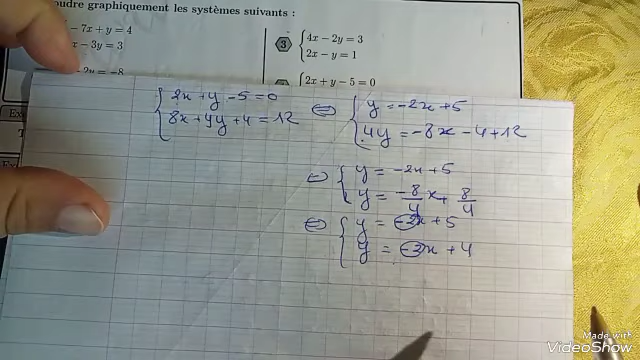 oudre graphiquement les systèmes suivants :
- 7x + y = 4
x - 3y = 3
3 { 4x - 2y = 3
2x - y = 1
{ 2x + y - 5 = 0
{ 2x + y - 5 = 0 ⇔ { y = -2x + 5
8x + 4y + 4 = 12 { 4y = -8x - 4 + 12
⇔ { y = -2x + 5
y = -8/4 x + 8/4
⇔ { y = -2x + 5
y = -2x + 4
Made with
VideoShow